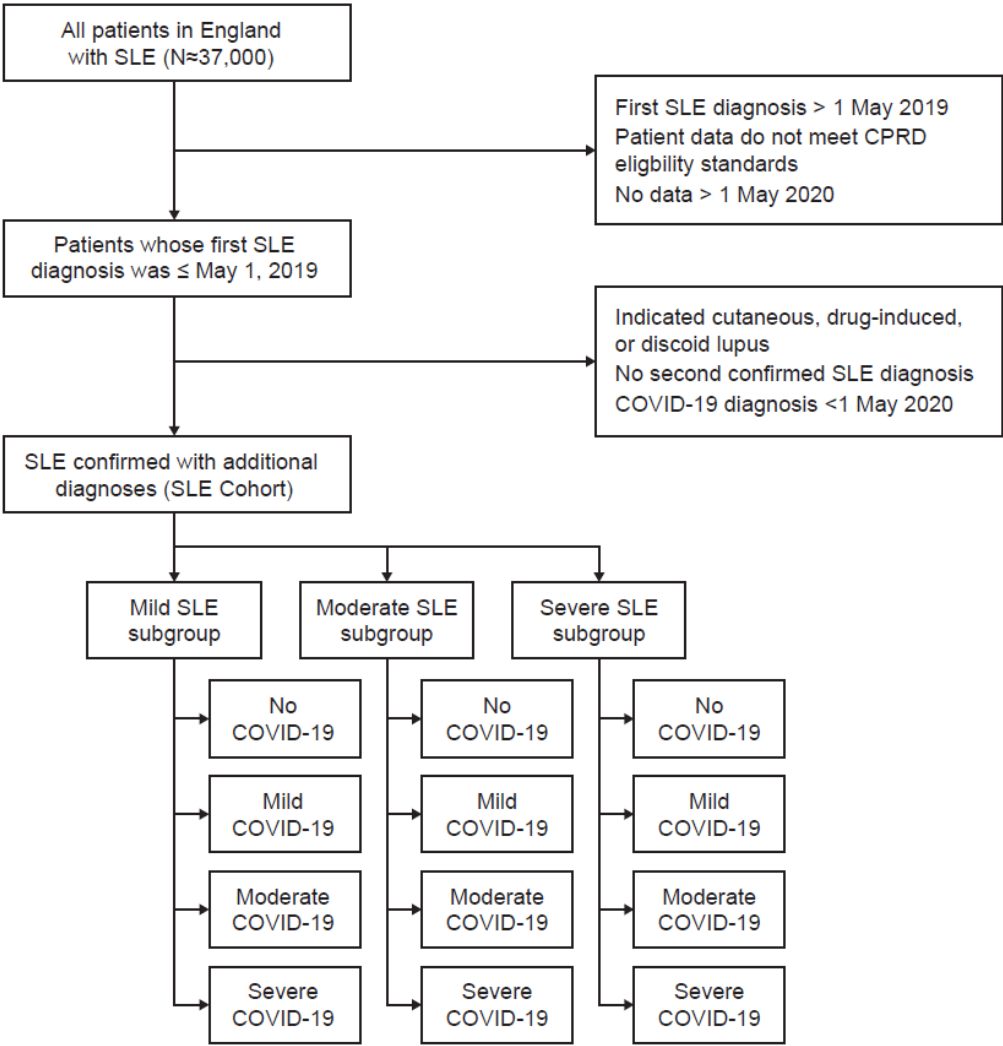 All patients in England
with SLE (N≈37,000)
First SLE diagnosis > 1 May 2019
Patient data do not meet CPRD
eligbility standards
No data > 1 May 2020
Patients whose first SLE
diagnosis was ≤ May 1, 2019
Indicated cutaneous, drug-induced,
or discoid lupus
No second confirmed SLE diagnosis
COVID-19 diagnosis <1 May 2020
SLE confirmed with additional
diagnoses (SLE Cohort)
Mild SLE
subgroup
Moderate SLE
subgroup
Severe SLE
subgroup
No
COVID-19
No
COVID-19
No
COVID-19
Mild
COVID-19
Mild
COVID-19
Mild
COVID-19
Moderate
COVID-19
Moderate
COVID-19
Moderate
COVID-19
Severe
COVID-19
Severe
COVID-19
Severe
COVID-19